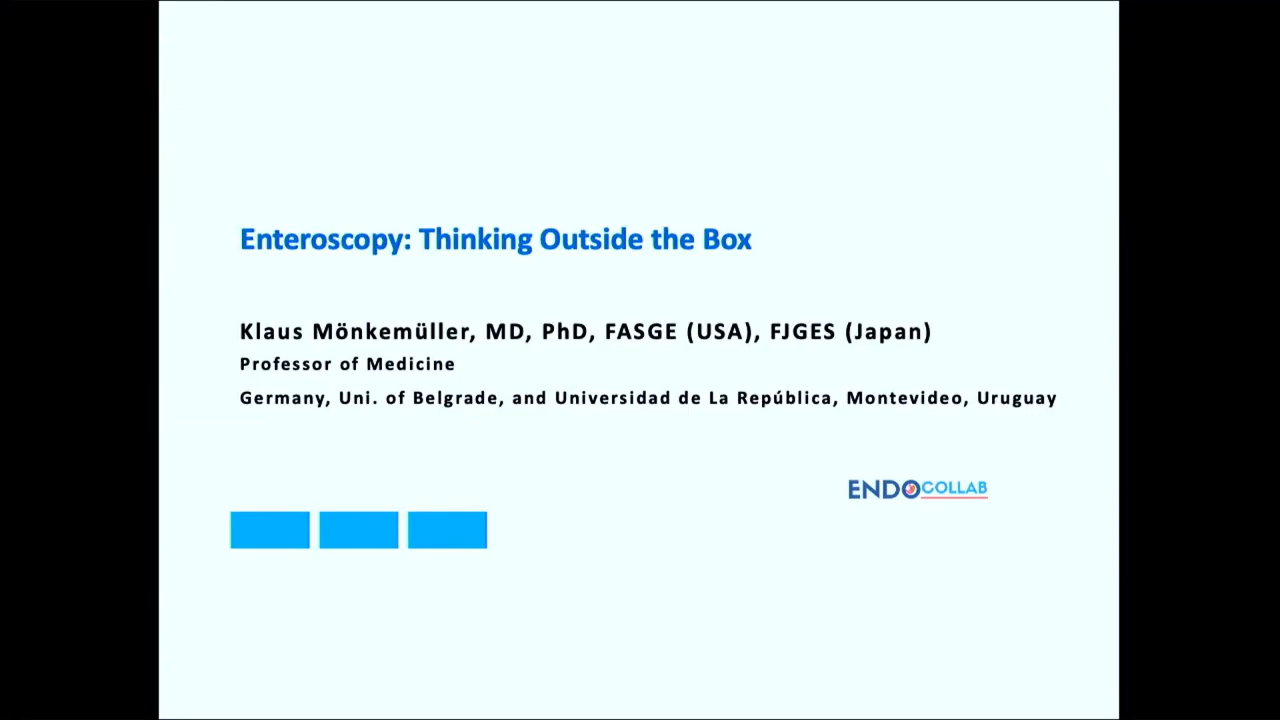 Enteroscopy: Thinking Outside the Box
Klaus Mönkemüller, MD, PhD, FASGE (USA), FJGES (Japan)
Professor of Medicine
Germany, Uni. of Belgrade, and Universidad de La República, Montevideo, Uruguay
ENDOCOLLAB